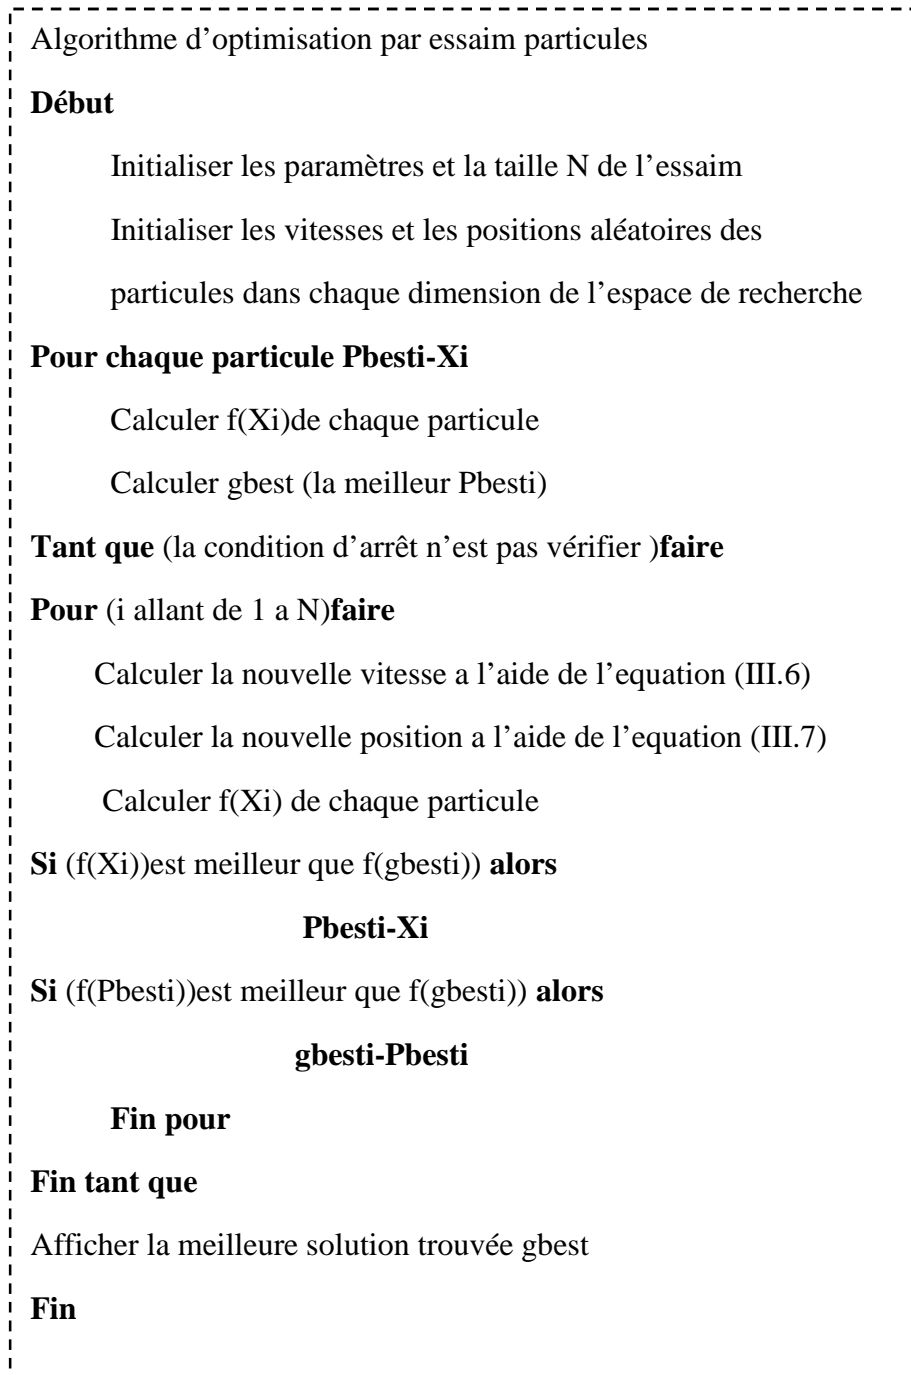 Algorithme d’optimisation par essaim particules
Début
Initialiser les paramètres et la taille N de l’essaim
Initialiser les vitesses et les positions aléatoires des
particules dans chaque dimension de l’espace de recherche
Pour chaque particule Pbesti-Xi
Calculer f(Xi)de chaque particule
Calculer gbest (la meilleur Pbesti)
Tant que (la condition d’arrêt n’est pas vérifier )faire
Pour (i allant de 1 a N)faire
Calculer la nouvelle vitesse a l’aide de l’equation (III.6)
Calculer la nouvelle position a l’aide de l’equation (III.7)
Calculer f(Xi) de chaque particule
Si (f(Xi))est meilleur que f(gbesti)) alors
Pbesti-Xi
Si (f(Pbesti))est meilleur que f(gbesti)) alors
gbesti-Pbesti
Fin pour
Fin tant que
Afficher la meilleure solution trouvée gbest
Fin